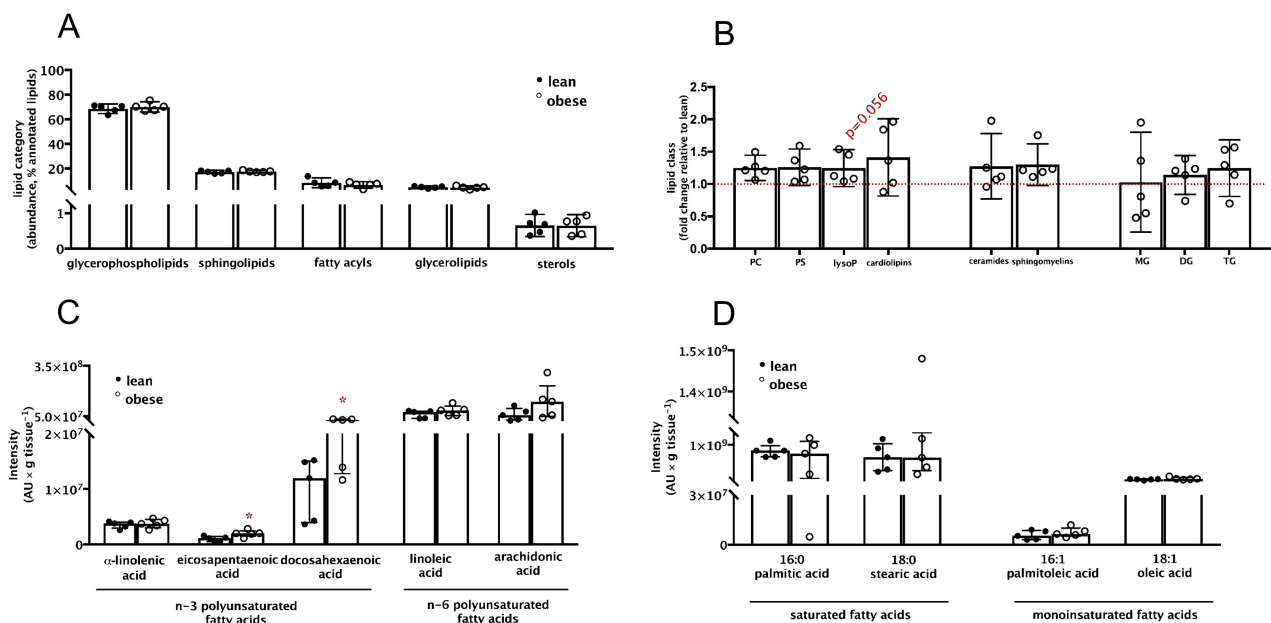 A
lipid category
(abundance, % annotated lipids)
100
80
60
40
20
1
0
lean
obese
glycerophospholipids sphingolipids fatty acyls glycerolipids sterols
B
lipid class
(fold change relative to lean)
2.5
2.0
1.5
1.0
0.5
0.0
p=0.056
PC PS lysoP cardiolipins ceramides sphingomyelins MG DG TG
C
Intensity
(AU × g tissue⁻¹)
3.5×10⁸
5.0×10⁷
2×10⁷
1×10⁷
0
lean
obese
*
*
α-linolenic eicosapentaenoic docosahexaenoic linoleic arachidonic
acid acid acid acid acid
n-3 polyunsaturated n-6 polyunsaturated
fatty acids fatty acids
D
Intensity
(AU × g tissue⁻¹)
1.5×10⁹
1.4×10⁹
1×10⁹
3×10⁷
0
lean
obese
16:0 18:0 16:1 18:1
palmitic acid stearic acid palmitoleic acid oleic acid
saturated fatty acids monoinsaturated fatty acids